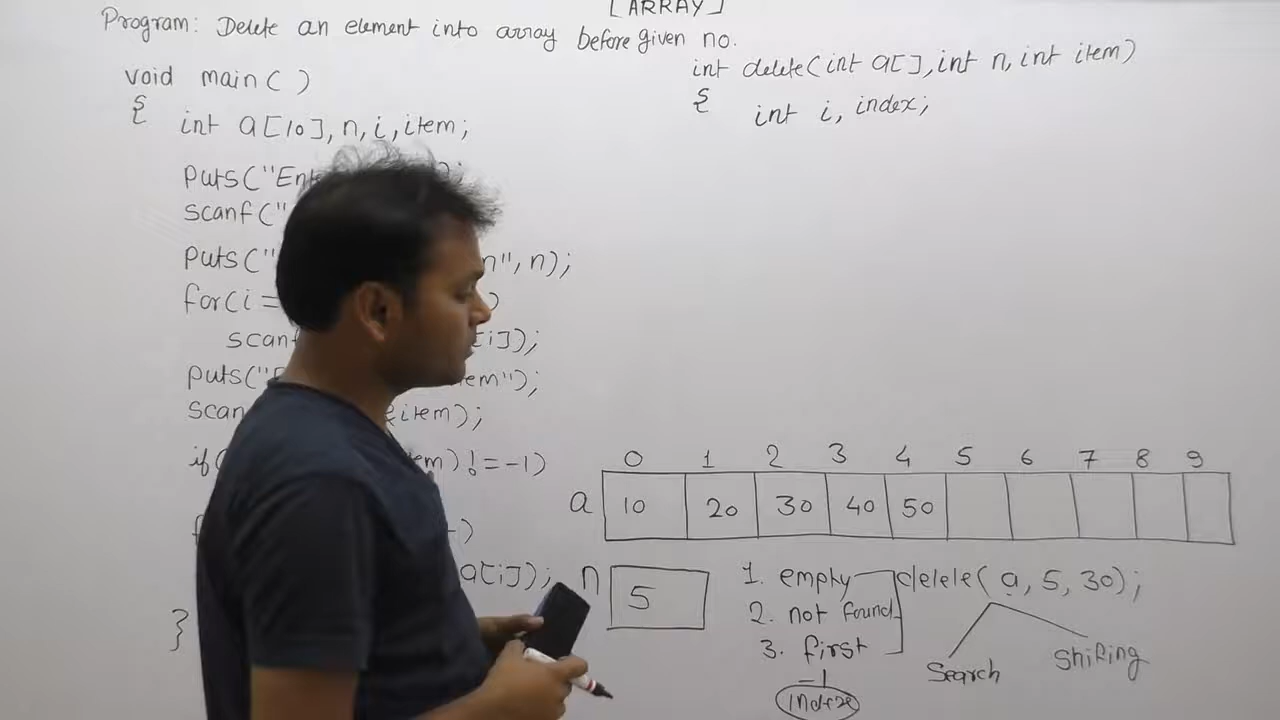 [ARRAY]
Program: Delete an element into array before given no.
void main( )
{
int a[10], n, i, item;
puts("Ent
scanf("
puts("
n", n);
for(i =
)
scanf
[i]);
puts("
em");
scan
item);
if(
em) != -1)
f
)
a[i]);
}
int delete(int a[], int n, int item)
{
int i, index;
0 1 2 3 4 5 6 7 8 9
a 10 20 30 40 50
n 5
1. empty
2. not found
3. first
-1
index
delete( a, 5, 30);
Search
Shifting